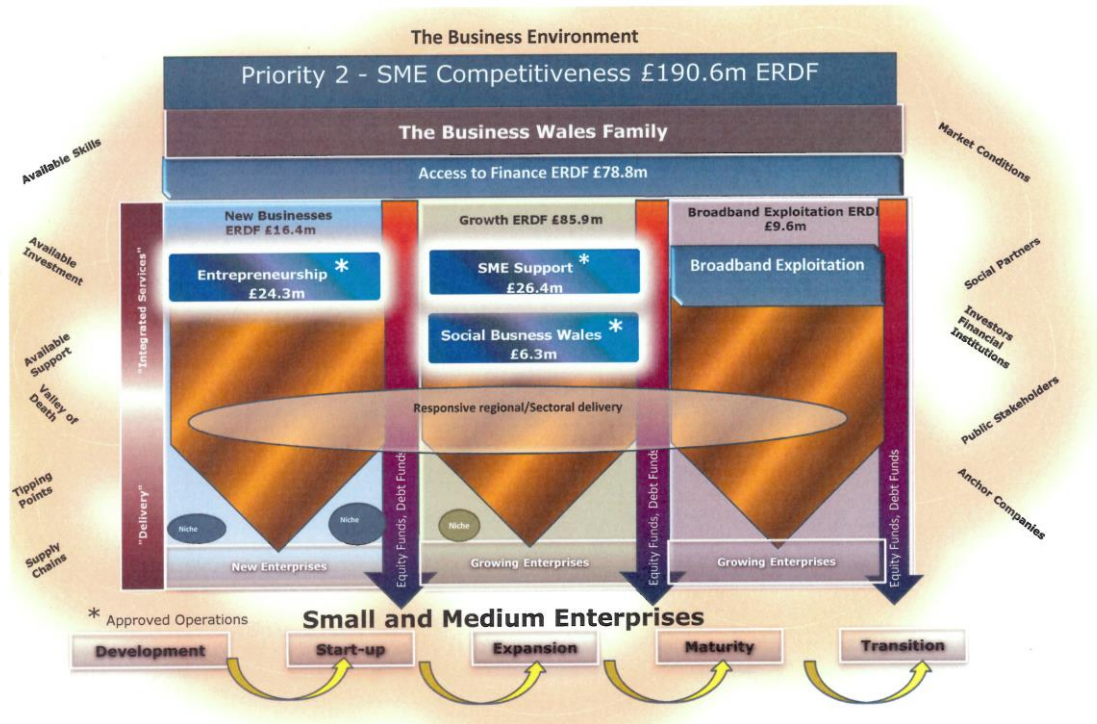 The Business Environment
Priority 2 - SME Competitiveness £190.6m ERDF
The Business Wales Family
Access to Finance ERDF £78.8m
Available Skills
Available
Investment
Available
Support
Valley of
Death
Tipping
Points
Supply
Chains
Market Conditions
Social Partners
Investors
Financial
Institutions
Public Stakeholders
Anchor Companies
"Integrated Services"
"Delivery"
New Businesses
ERDF £16.4m
Entrepreneurship *
£24.3m
Growth ERDF £85.9m
SME Support *
£26.4m
Social Business Wales *
£6.3m
Broadband Exploitation ERD
£9.6m
Broadband Exploitation
Responsive regional/Sectoral delivery
Niche
Niche
Niche
New Enterprises
Growing Enterprises
Growing Enterprises
Equity Funds, Debt Funds
Equity Funds, Debt Funds
Equity Funds, Debt Funds
* Approved Operations
Small and Medium Enterprises
Development
Start-up
Expansion
Maturity
Transition